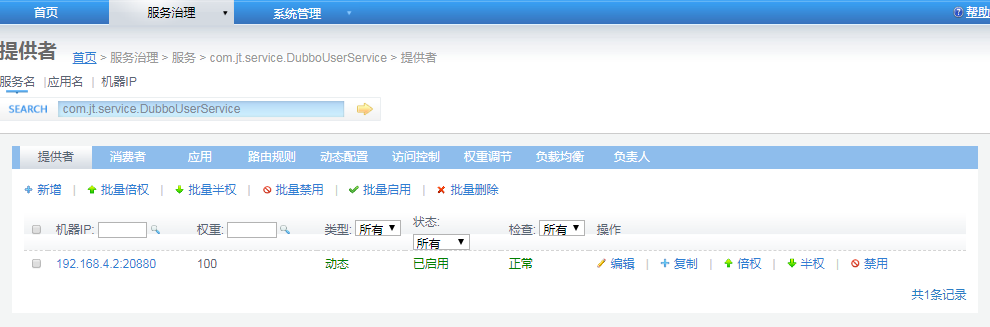 首页 服务治理 系统管理 帮助
提供者 首页 > 服务治理 > 服务 > com.jt.service.DubboUserService > 提供者
服务名 | 应用名 | 机器IP
SEARCH com.jt.service.DubboUserService
提供者 消费者 应用 路由规则 动态配置 访问控制 权重调节 负载均衡 负责人
新增 | 批量倍权 | 批量半权 | 批量禁用 | 批量启用 | 批量删除
机器IP: 权重: 类型: 所有 状态: 所有 检查: 所有 操作
192.168.4.2:20880 100 动态 已启用 正常 编辑 | 复制 | 倍权 | 半权 | 禁用
共1条记录